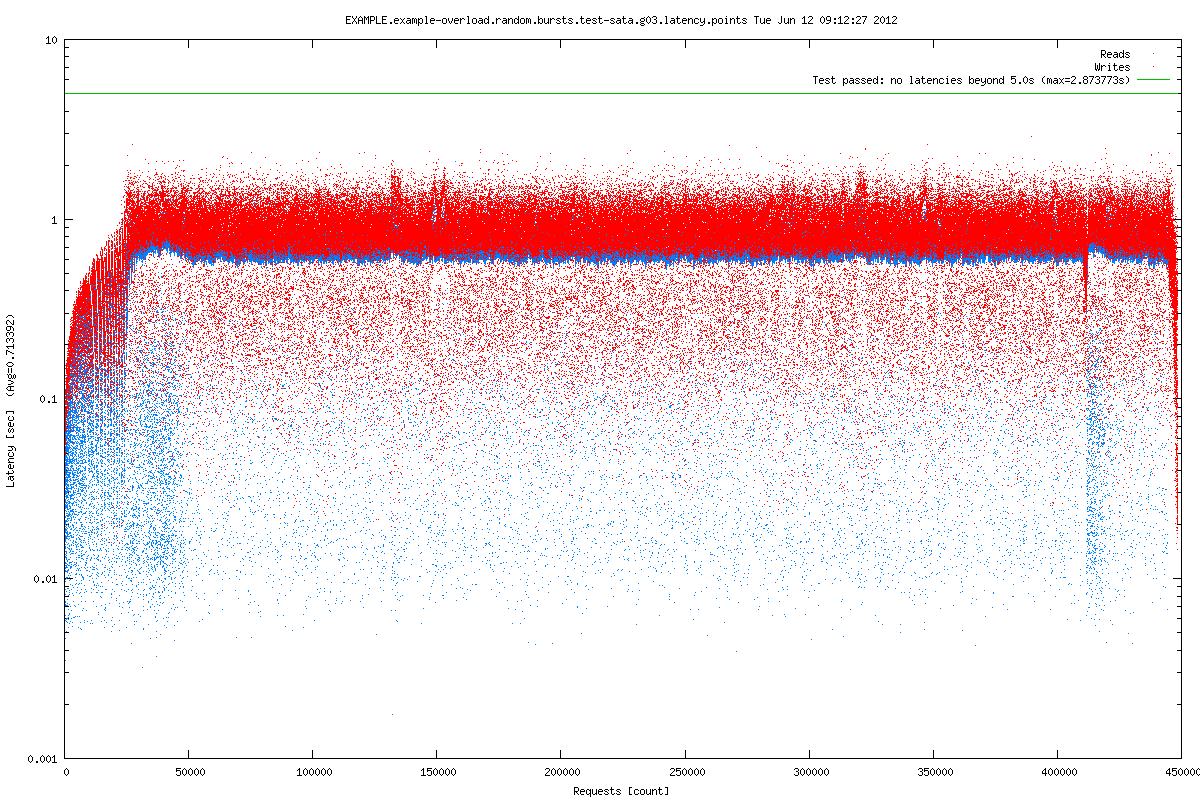 EXAMPLE.example-overload.random.bursts.test-sata.g03.latency.points Tue Jun 12 09:12:27 2012
Reads
Writes
Test passed: no latencies beyond 5.0s (max=2.873773s)
10
1
0.1
0.01
0.001
Latency [sec] (Avg=0.713392)
0 50000 100000 150000 200000 250000 300000 350000 400000 450000
Requests [count]